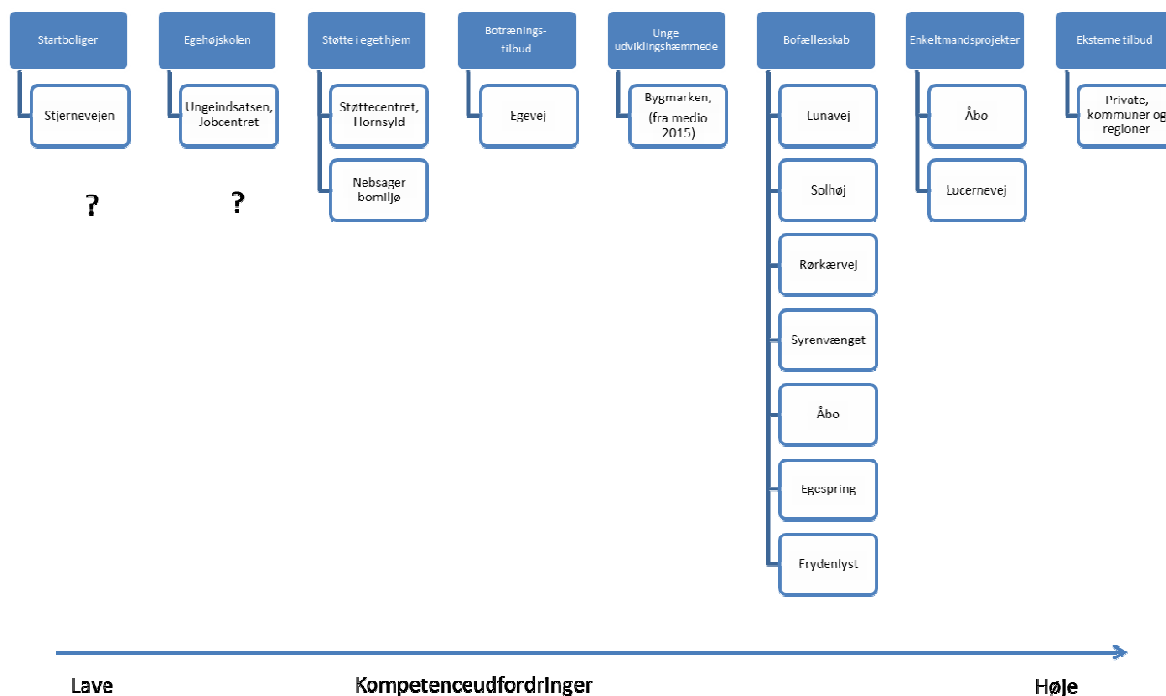 Startboliger
Stjernevejen
?
Egehøjskolen
Ungeindsatsen,
Jobcentret
?
Støtte i eget hjem
Støttecentret,
Hornsyld
Nebsager
bomiljø
Botrænings-
tilbud
Egevej
Unge
udviklingshæmmede
Bygmarken,
(fra medio
2015)
Bofællesskab
Lunavej
Solhøj
Rørkærvej
Syrenvænget
Åbo
Egespring
Frydenlyst
Enkeltmandsprojekter
Åbo
Lucernevej
Eksterne tilbud
Private,
kommuner og
regioner
Lave
Kompetenceudfordringer
Høje